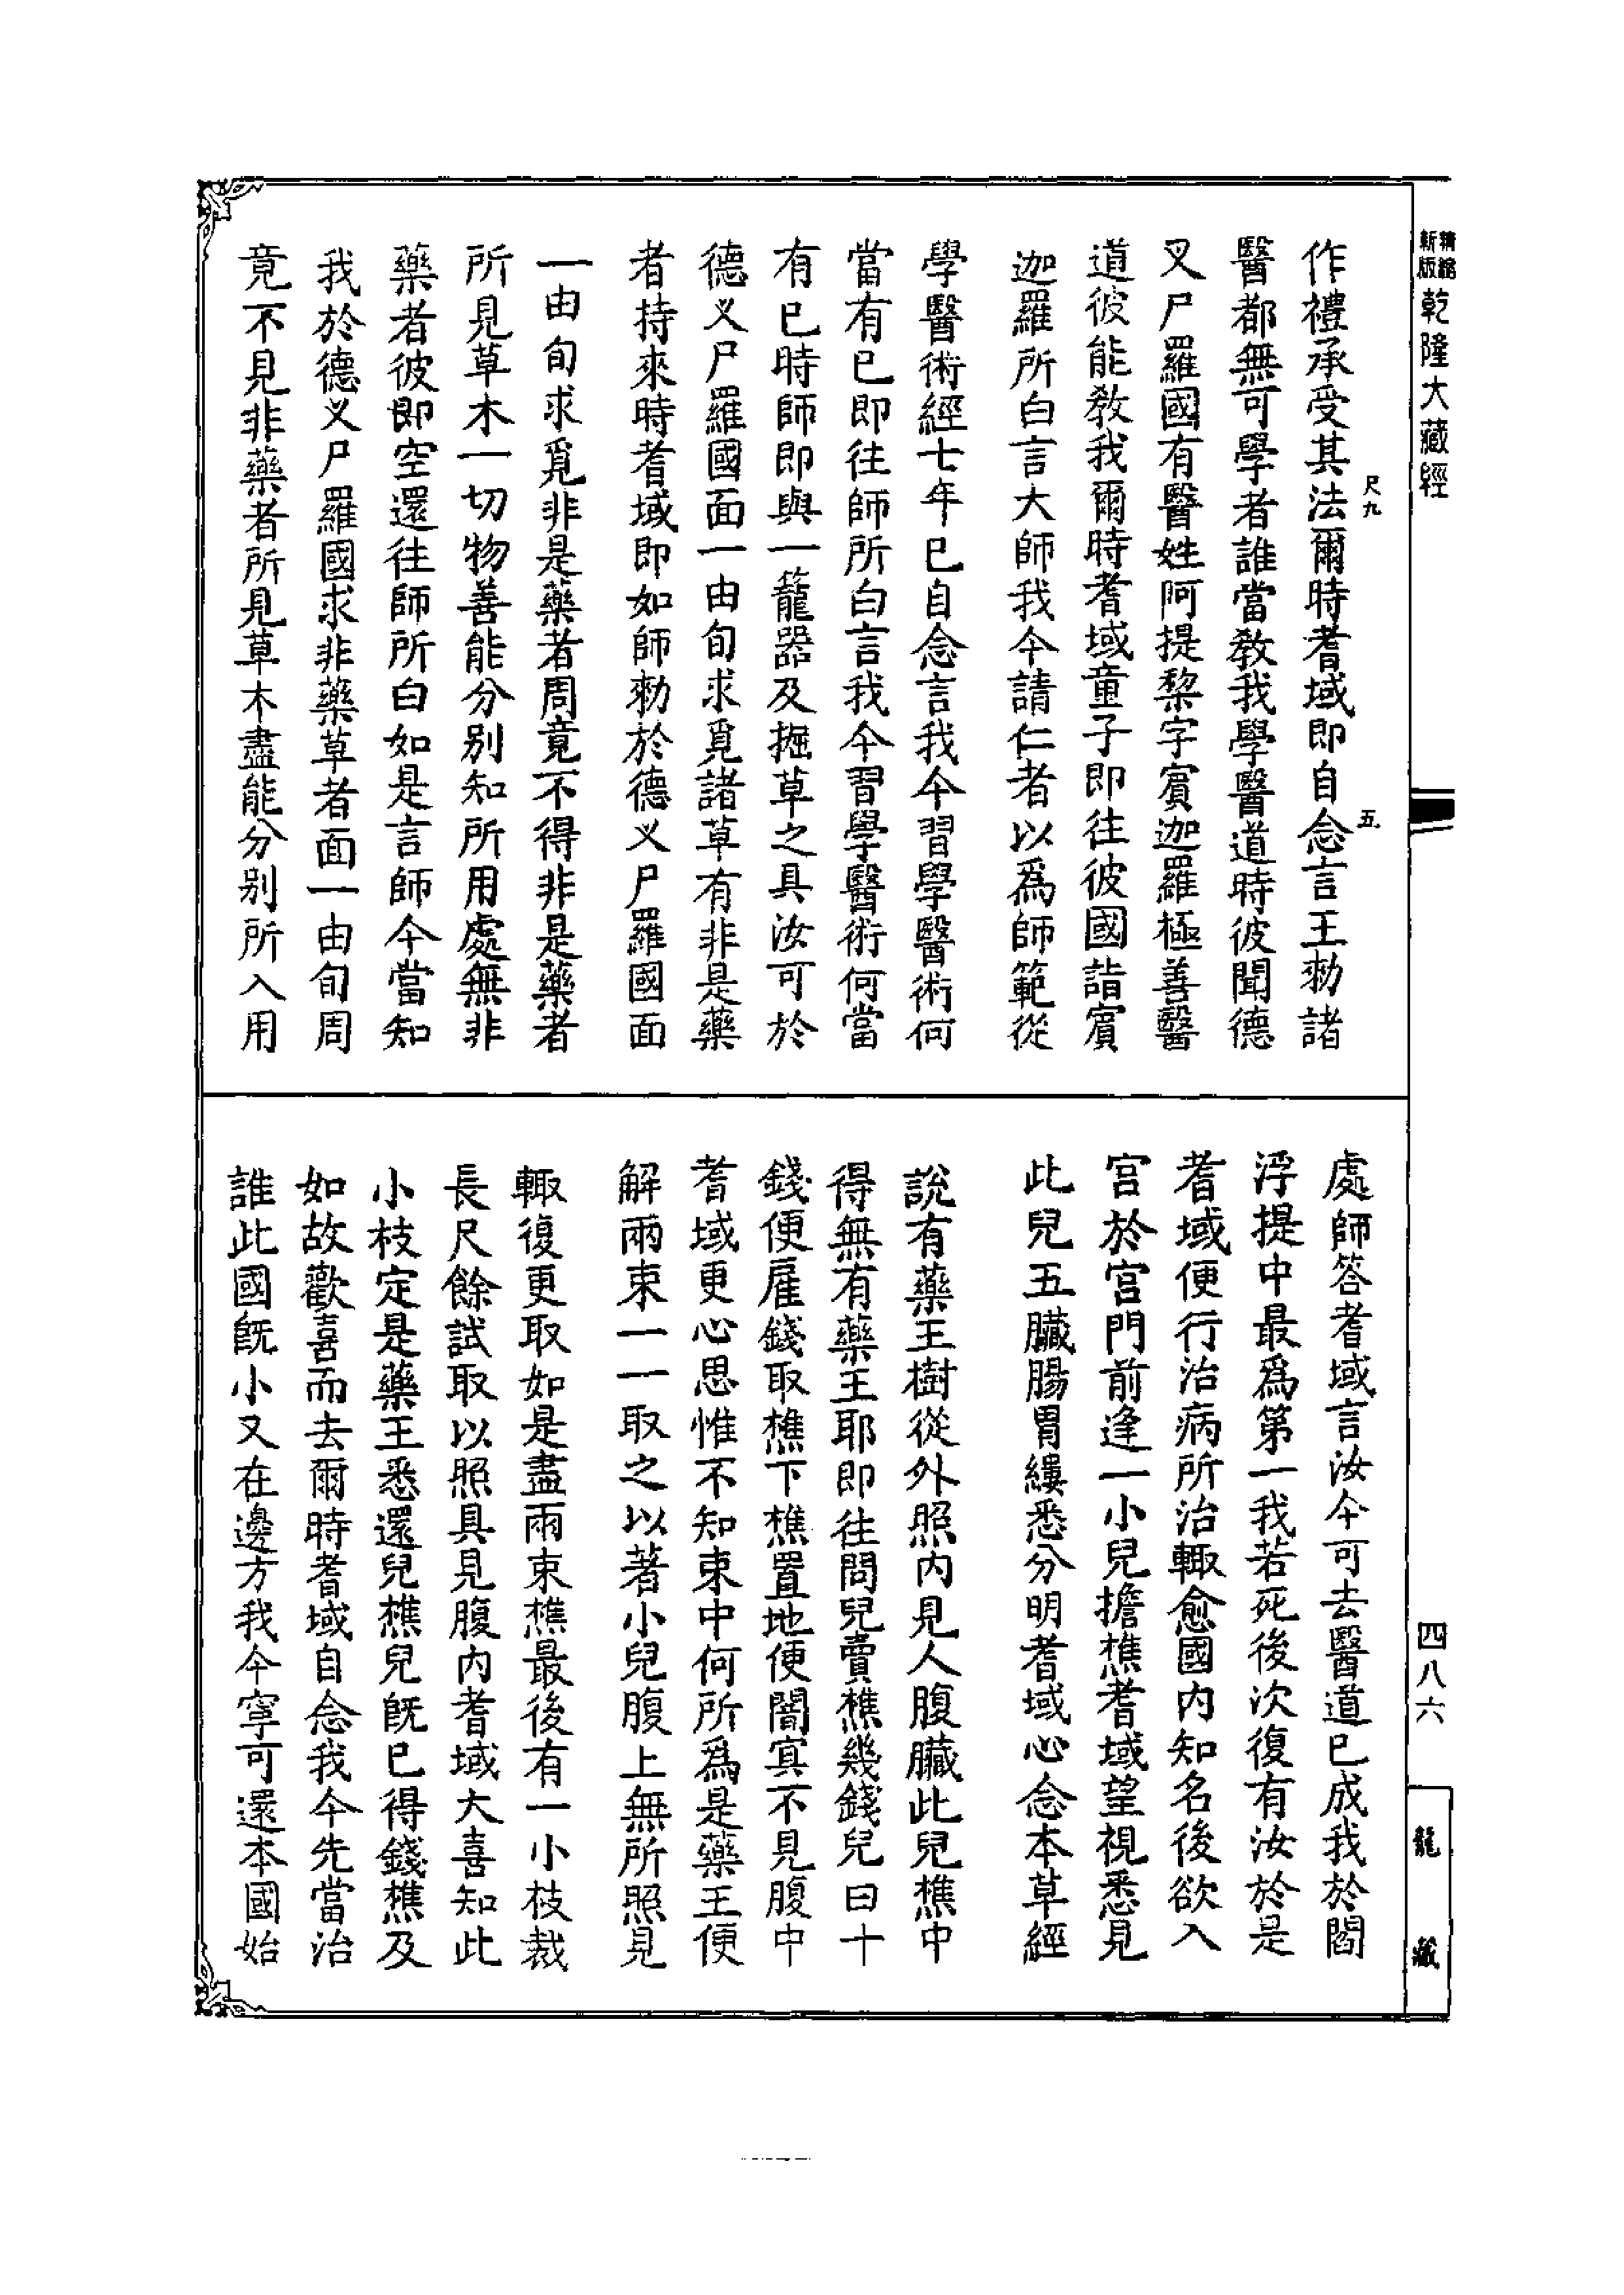 精縮
新版
乾隆大藏經
尺九
五
作禮承受其法爾時耆域即自念言王勑諸
醫都無可學者誰當教我學醫道時彼聞德
叉尸羅國有醫姓阿提黎字賓迦羅極善醫
道彼能教我爾時耆域童子即往彼國詣賓
迦羅所白言大師我今請仁者以爲師範從
學醫術經七年已自念言我今習學醫術何
當有已即往師所白言我今習學醫術何當
有已時師即與一籠器及掘草之具汝可於
德叉尸羅國面一由旬求覓諸草有非是藥
者持來時耆域即如師勑於德叉尸羅國面
一由旬求覓非是藥者周竟不得非是藥者
所見草木一切物善能分別知所用處無非
藥者彼即空還往師所白如是言師今當知
我於德叉尸羅國求非藥草者面一由旬周
竟不見非藥者所見草木盡能分別所入用
處師答耆域言汝今可去醫道已成我於閻
浮提中最爲第一我若死後次復有汝於是
耆域便行治病所治輙愈國内知名後欲入
宫於宫門前逢一小兒擔樵耆域望視悉見
此兒五臟腸胃縷悉分明耆域心念本草經
說有藥王樹從外照内見人腹臟此兒樵中
得無有藥王耶即往問兒賣樵幾錢兒曰十
錢便雇錢取樵下樵置地便闇冥不見腹中
耆域更心思惟不知束中何所爲是藥王便
解兩束一一取之以著小兒腹上無所照見
輙復更取如是盡兩束樵最後有一小枝裁
長尺餘試取以照具見腹内耆域大喜知此
小枝定是藥王悉還兒樵兒既已得錢樵及
如故歡喜而去爾時耆域自念我今先當治
誰此國既小又在邊方我今寧可還本國始
四八六
龍藏